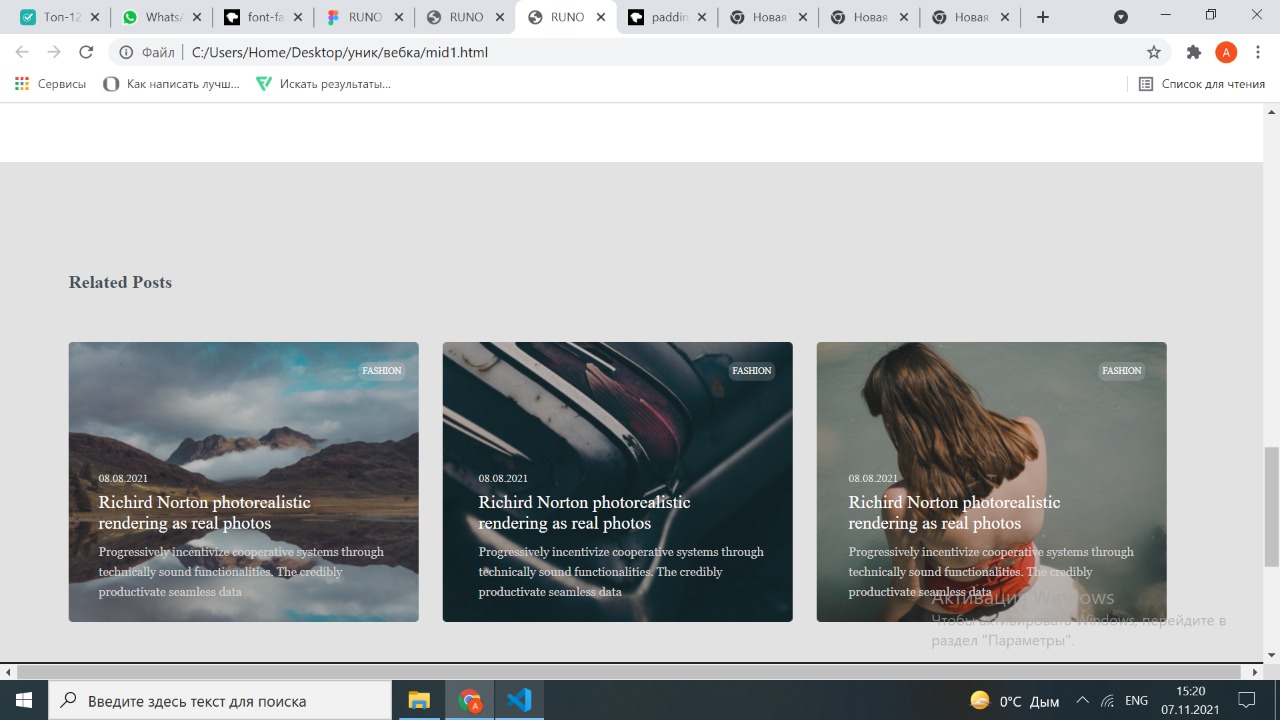 Топ-12
WhatsA
font-fa
RUNO
RUNO
RUNO
paddin
Новая
Новая
Новая
Файл
C:/Users/Home/Desktop/уник/вебка/mid1.html
A
Сервисы
Как написать лучш...
Искать результаты...
Список для чтения
Related Posts
FASHION
08.08.2021
Richird Norton photorealistic
rendering as real photos
Progressively incentivize cooperative systems through
technically sound functionalities. The credibly
productivate seamless data
FASHION
08.08.2021
Richird Norton photorealistic
rendering as real photos
Progressively incentivize cooperative systems through
technically sound functionalities. The credibly
productivate seamless data
FASHION
08.08.2021
Richird Norton photorealistic
rendering as real photos
Progressively incentivize cooperative systems through
technically sound functionalities. The credibly
productivate seamless data
Активация Windows
Чтобы активировать Windows, перейдите в
раздел "Параметры".
Введите здесь текст для поиска
0°C Дым
ENG
15:20
07.11.2021